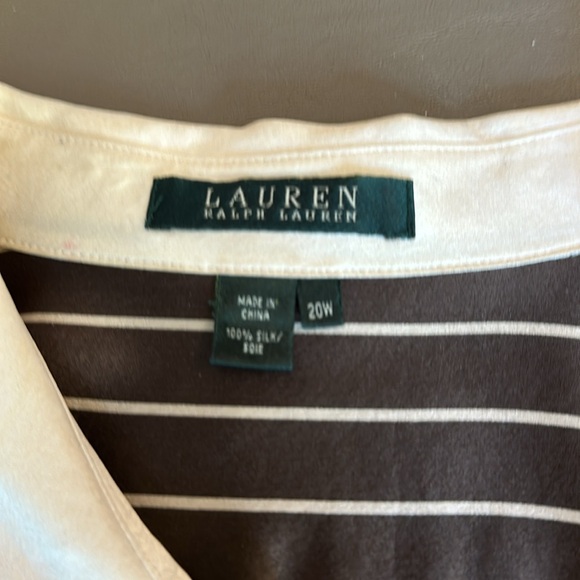 LAUREN
RALPH LAUREN
MADE IN
CHINA
100% SILK/
SOIE
20W